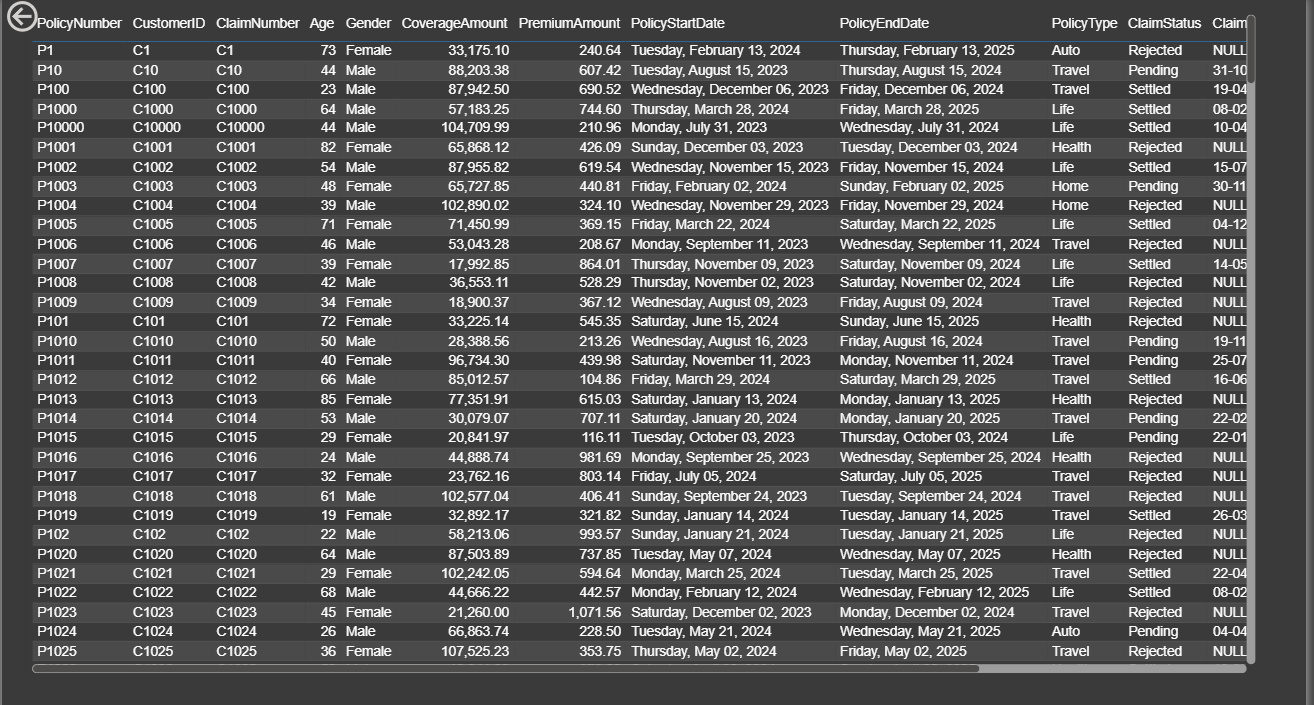 PolicyNumber CustomerID ClaimNumber Age Gender CoverageAmount PremiumAmount PolicyStartDate PolicyEndDate PolicyType ClaimStatus Claim
P1 C1 C1 73 Female 33,175.10 240.64 Tuesday, February 13, 2024 Thursday, February 13, 2025 Auto Rejected NULL
P10 C10 C10 44 Male 88,203.38 607.42 Tuesday, August 15, 2023 Thursday, August 15, 2024 Travel Pending 31-10
P100 C100 C100 23 Male 87,942.50 690.52 Wednesday, December 06, 2023 Friday, December 06, 2024 Travel Settled 19-04
P1000 C1000 C1000 64 Male 57,183.25 744.60 Thursday, March 28, 2024 Friday, March 28, 2025 Life Settled 08-02
P10000 C10000 C10000 44 Male 104,709.99 210.96 Monday, July 31, 2023 Wednesday, July 31, 2024 Life Settled 10-04
P1001 C1001 C1001 82 Female 65,868.12 426.09 Sunday, December 03, 2023 Tuesday, December 03, 2024 Health Rejected NULL
P1002 C1002 C1002 54 Male 87,955.82 619.54 Wednesday, November 15, 2023 Friday, November 15, 2024 Life Settled 15-07
P1003 C1003 C1003 48 Female 65,727.85 440.81 Friday, February 02, 2024 Sunday, February 02, 2025 Home Pending 30-11
P1004 C1004 C1004 39 Male 102,890.02 324.10 Wednesday, November 29, 2023 Friday, November 29, 2024 Home Rejected NULL
P1005 C1005 C1005 71 Female 71,450.99 369.15 Friday, March 22, 2024 Saturday, March 22, 2025 Life Settled 04-12
P1006 C1006 C1006 46 Male 53,043.28 208.67 Monday, September 11, 2023 Wednesday, September 11, 2024 Travel Rejected NULL
P1007 C1007 C1007 39 Female 17,992.85 864.01 Thursday, November 09, 2023 Saturday, November 09, 2024 Life Settled 14-05
P1008 C1008 C1008 42 Male 36,553.11 528.29 Thursday, November 02, 2023 Saturday, November 02, 2024 Life Rejected NULL
P1009 C1009 C1009 34 Female 18,900.37 367.12 Wednesday, August 09, 2023 Friday, August 09, 2024 Travel Rejected NULL
P101 C101 C101 72 Female 33,225.14 545.35 Saturday, June 15, 2024 Sunday, June 15, 2025 Health Rejected NULL
P1010 C1010 C1010 50 Male 28,388.56 213.26 Wednesday, August 16, 2023 Friday, August 16, 2024 Travel Pending 19-11
P1011 C1011 C1011 40 Female 96,734.30 439.98 Saturday, November 11, 2023 Monday, November 11, 2024 Travel Pending 25-07
P1012 C1012 C1012 66 Male 85,012.57 104.86 Friday, March 29, 2024 Saturday, March 29, 2025 Travel Settled 16-06
P1013 C1013 C1013 85 Female 77,351.91 615.03 Saturday, January 13, 2024 Monday, January 13, 2025 Health Rejected NULL
P1014 C1014 C1014 53 Male 30,079.07 707.11 Saturday, January 20, 2024 Monday, January 20, 2025 Travel Pending 22-02
P1015 C1015 C1015 29 Female 20,841.97 116.11 Tuesday, October 03, 2023 Thursday, October 03, 2024 Life Pending 22-01
P1016 C1016 C1016 24 Male 44,888.74 981.69 Monday, September 25, 2023 Wednesday, September 25, 2024 Health Rejected NULL
P1017 C1017 C1017 32 Female 23,762.16 803.14 Friday, July 05, 2024 Saturday, July 05, 2025 Travel Rejected NULL
P1018 C1018 C1018 61 Male 102,577.04 406.41 Sunday, September 24, 2023 Tuesday, September 24, 2024 Travel Rejected NULL
P1019 C1019 C1019 19 Female 32,892.17 321.82 Sunday, January 14, 2024 Tuesday, January 14, 2025 Travel Settled 26-03
P102 C102 C102 22 Male 58,213.06 993.57 Sunday, January 21, 2024 Tuesday, January 21, 2025 Life Rejected NULL
P1020 C1020 C1020 64 Male 87,503.89 737.85 Tuesday, May 07, 2024 Wednesday, May 07, 2025 Health Rejected NULL
P1021 C1021 C1021 29 Female 102,242.05 594.64 Monday, March 25, 2024 Tuesday, March 25, 2025 Travel Settled 22-04
P1022 C1022 C1022 68 Male 44,666.22 442.57 Monday, February 12, 2024 Wednesday, February 12, 2025 Life Settled 08-02
P1023 C1023 C1023 45 Female 21,260.00 1,071.56 Saturday, December 02, 2023 Monday, December 02, 2024 Travel Rejected NULL
P1024 C1024 C1024 26 Male 66,863.74 228.50 Tuesday, May 21, 2024 Wednesday, May 21, 2025 Auto Pending 04-04
P1025 C1025 C1025 36 Female 107,525.23 353.75 Thursday, May 02, 2024 Friday, May 02, 2025 Travel Rejected NULL